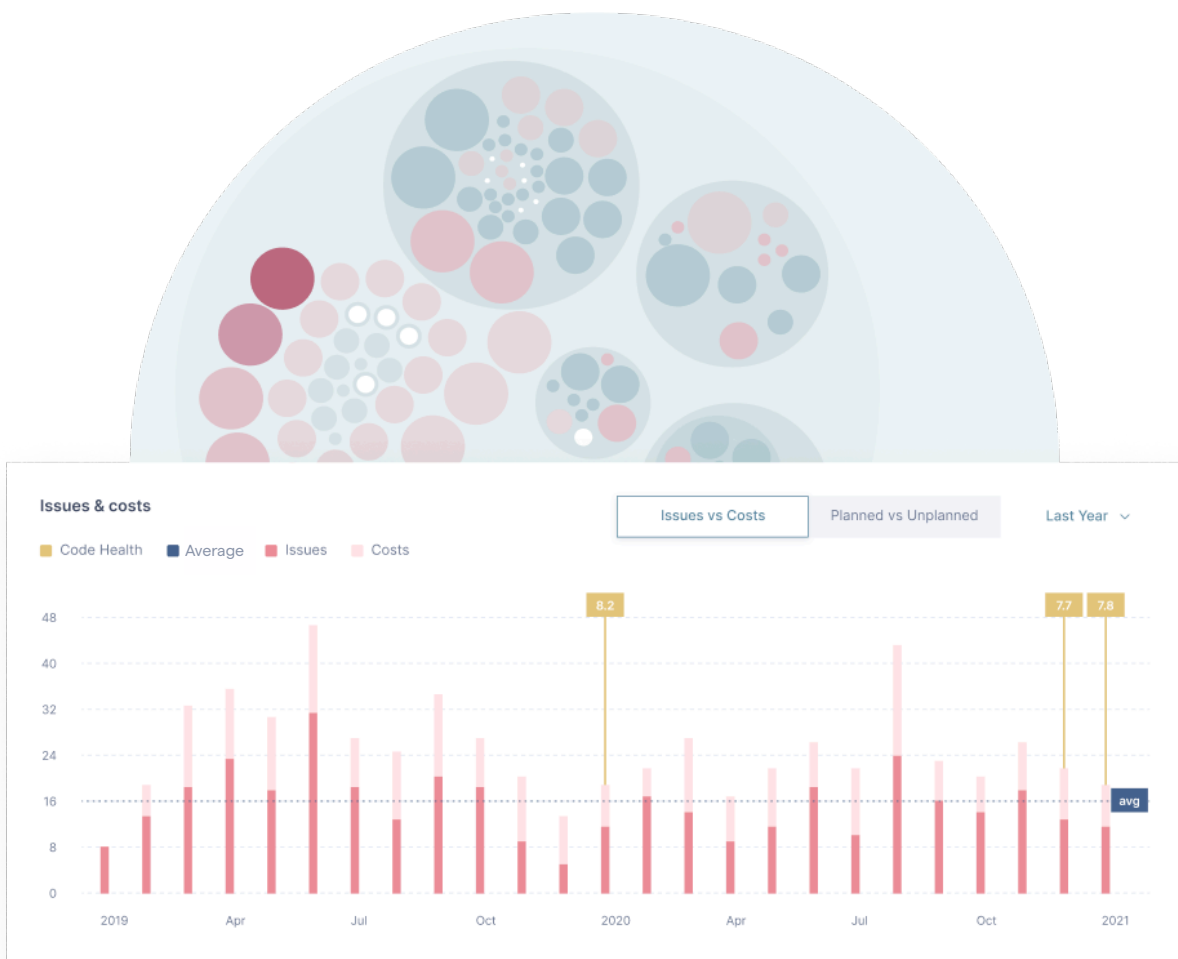 Issues & costs
Issues vs Costs
Planned vs Unplanned
Last Year
Code Health
Average
Issues
Costs
8.2
7.7
7.8
48
40
32
24
16
avg
8
0
2019
Apr
Jul
Oct
2020
Apr
Jul
Oct
2021